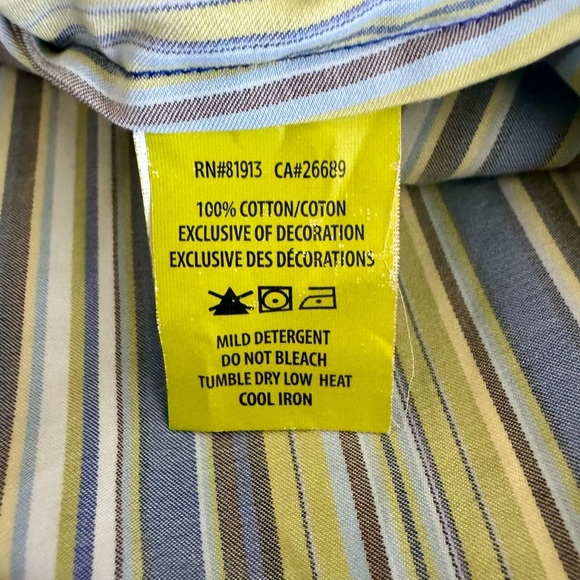 RN#81913 CA#26689
100% COTTON/COTON
EXCLUSIVE OF DECORATION
EXCLUSIVE DES DÉCORATIONS
MILD DETERGENT
DO NOT BLEACH
TUMBLE DRY LOW HEAT
COOL IRON